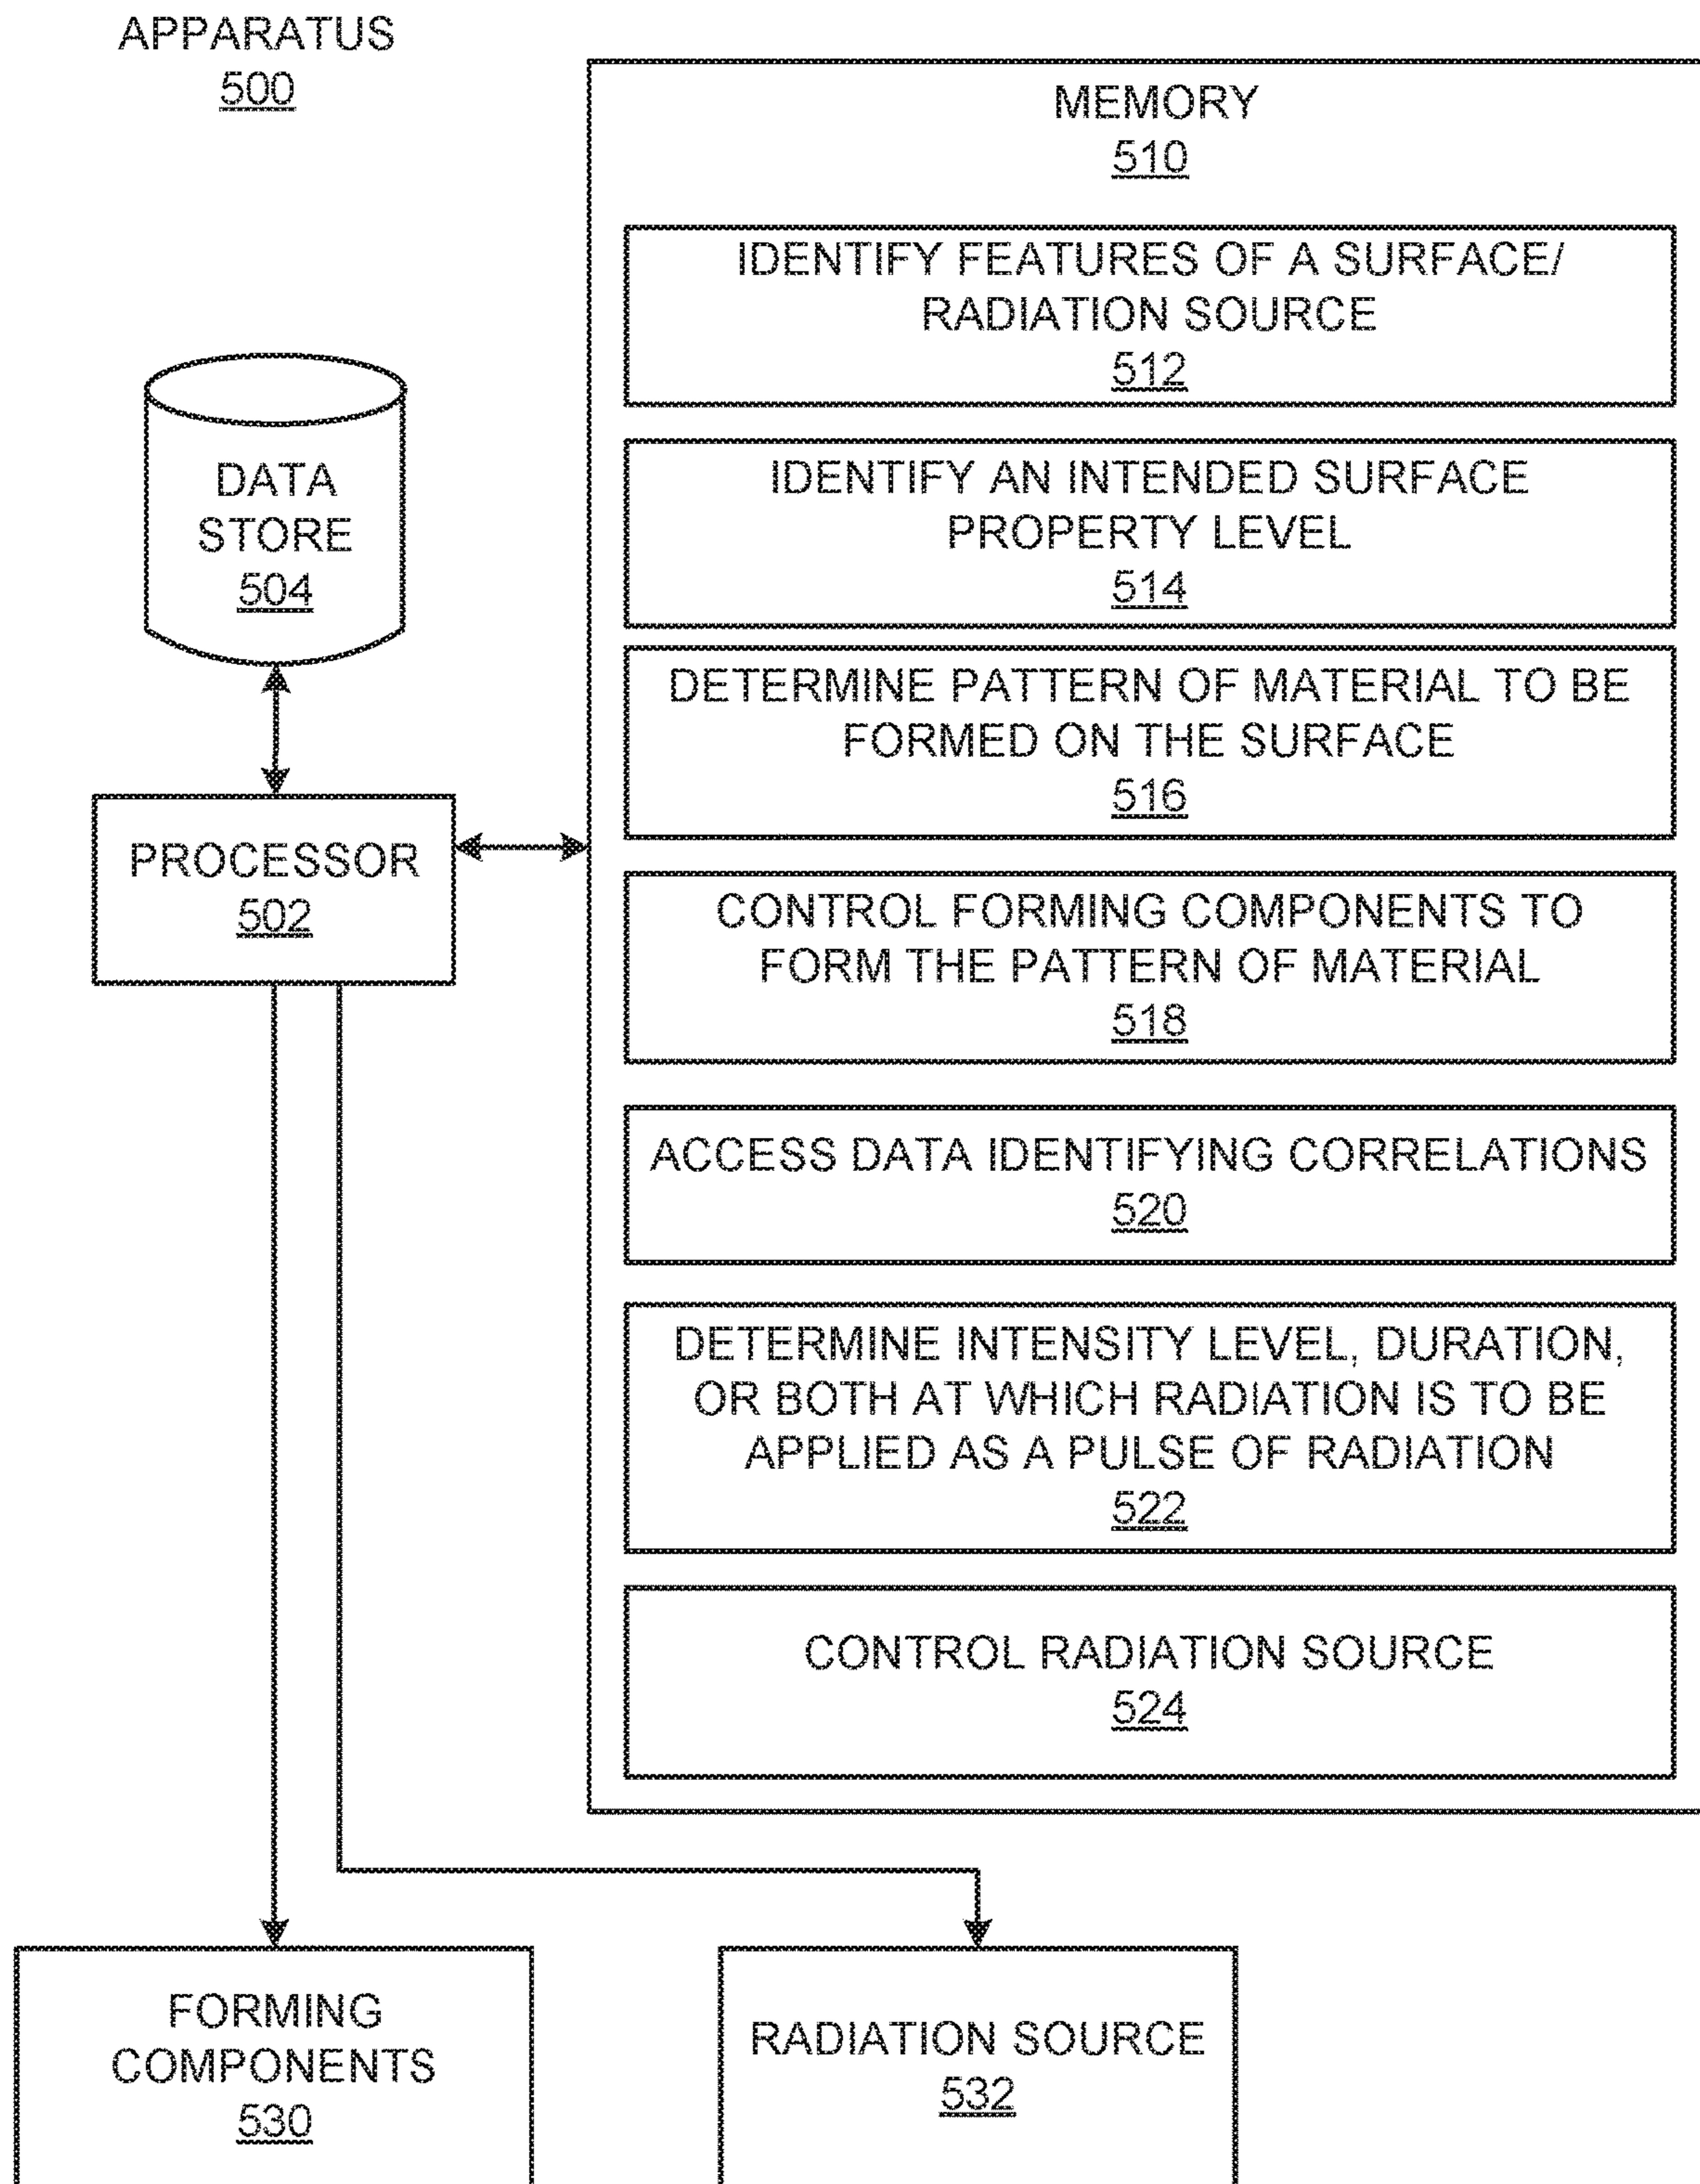 APPARATUS
500
MEMORY
510
IDENTIFY FEATURES OF A SURFACE/
RADIATION SOURCE
512
IDENTIFY AN INTENDED SURFACE
PROPERTY LEVEL
514
DETERMINE PATTERN OF MATERIAL TO BE
FORMED ON THE SURFACE
516
CONTROL FORMING COMPONENTS TO
FORM THE PATTERN OF MATERIAL
518
ACCESS DATA IDENTIFYING CORRELATIONS
520
DETERMINE INTENSITY LEVEL, DURATION,
OR BOTH AT WHICH RADIATION IS TO BE
APPLIED AS A PULSE OF RADIATION
522
CONTROL RADIATION SOURCE
524
DATA
STORE
504
PROCESSOR
502
FORMING
COMPONENTS
530
RADIATION SOURCE
532